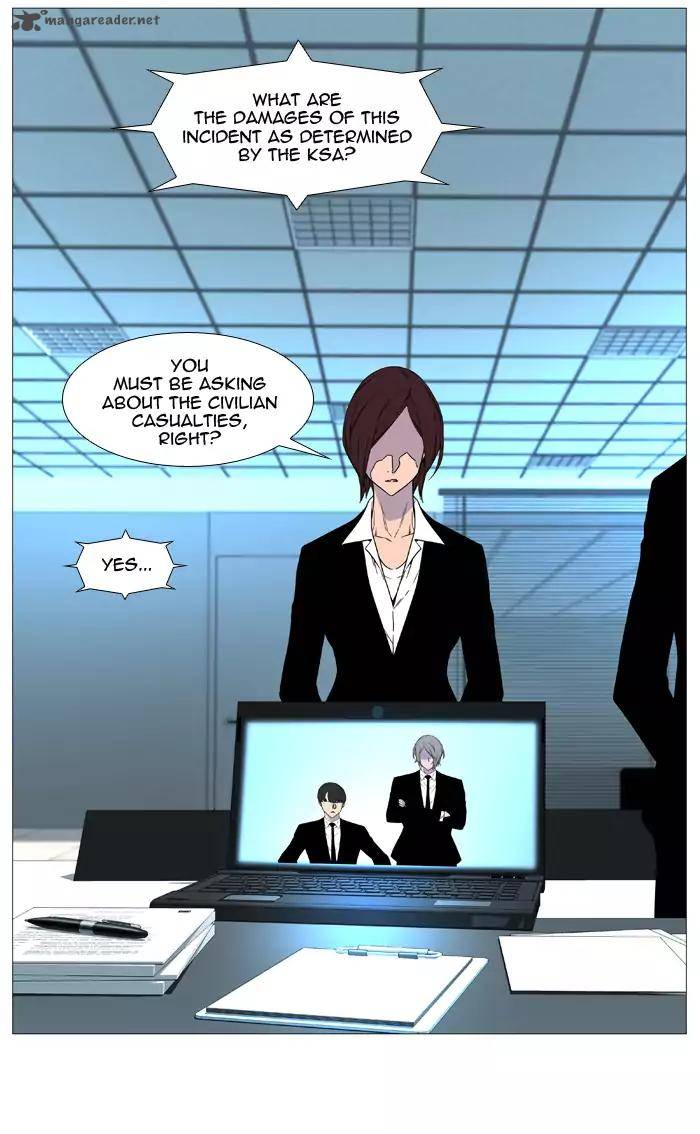 mangareader.net
WHAT ARE
THE DAMAGES OF THIS
INCIDENT AS DETERMINED
BY THE KSA?
YOU
MUST BE ASKING
ABOUT THE CIVILIAN
CASUALTIES,
RIGHT?
YES...